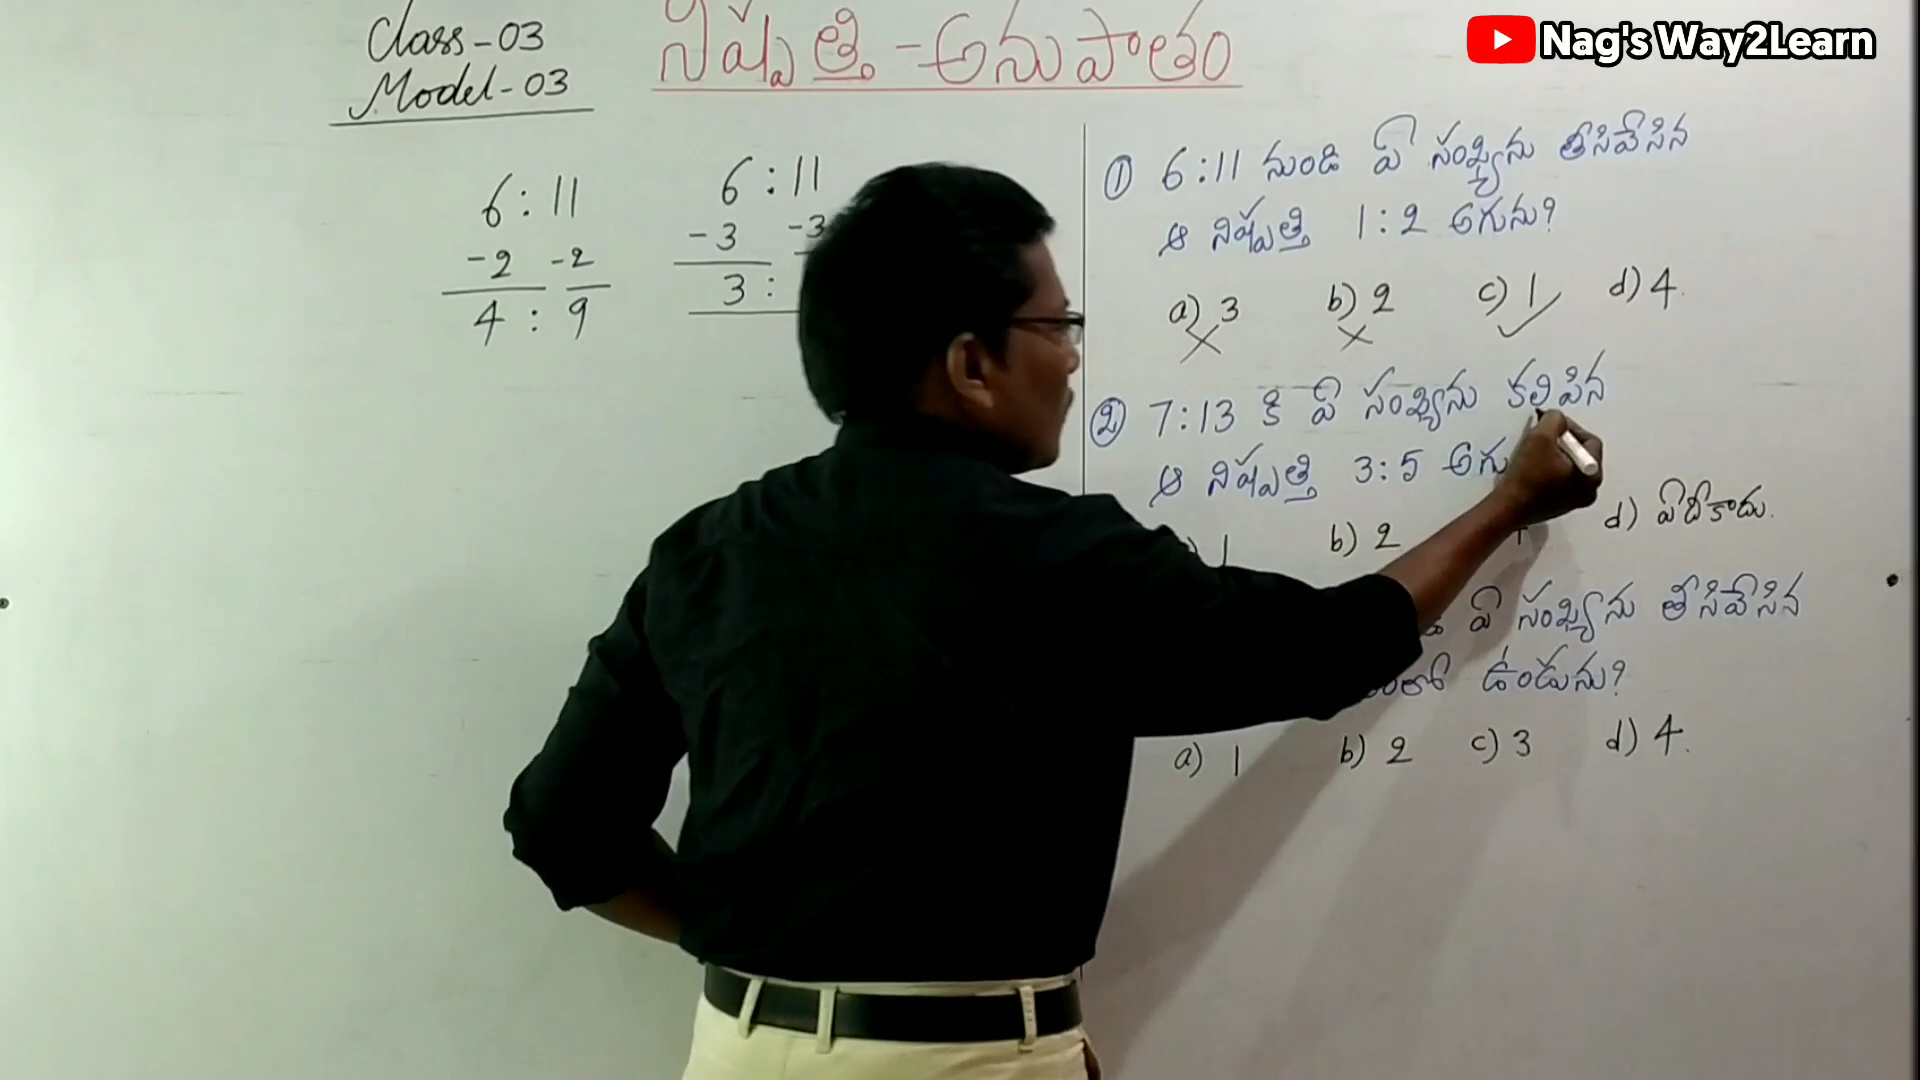 Class-03
Model-03
నిష్పత్తి - అనుపాతం
Nag's Way2Learn
6 : 11
-2 -2
4 : 9
6 : 11
-3 -3
3 :
① 6:11 నుండి ఏ సంఖ్యను తీసివేసిన
ఆ నిష్పత్తి 1:2 అగును?
a) 3 b) 2 c) 1 d) 4.
② 7:13 కి ఏ సంఖ్యను కలిపిన
ఆ నిష్పత్తి 3:5
1 b) 2 d) ఏదీకాదు.
ఏ సంఖ్యను తీసివేసిన
ఉండును?
a) 1 b) 2 c) 3 d) 4.